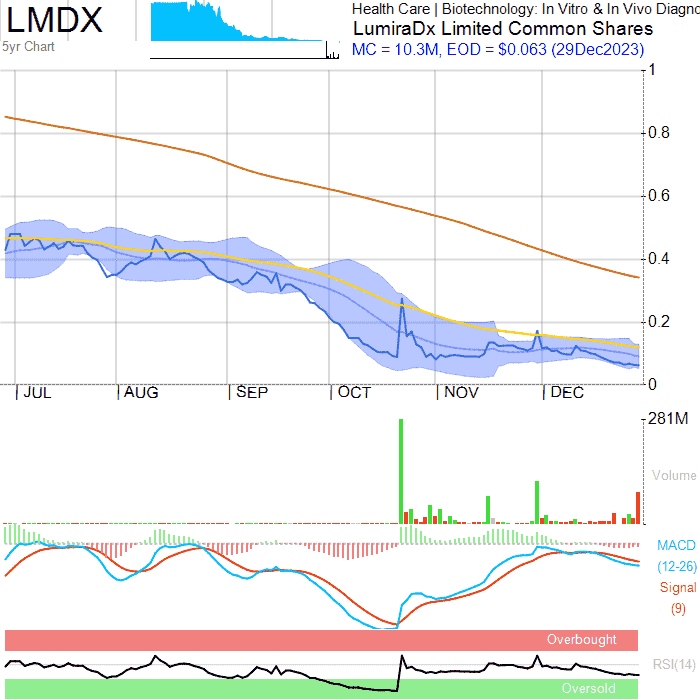 LMDX
5yr Chart
Health Care | Biotechnology: In Vitro & In Vivo Diagno
LumiraDx Limited Common Shares
MC = 10.3M, EOD = $0.063 (29Dec2023)
1
0.8
0.6
0.4
0.2
0
JUL AUG SEP OCT NOV DEC
281M
Volume
MACD
(12-26)
Signal
(9)
Overbought
RSI(14)
Oversold